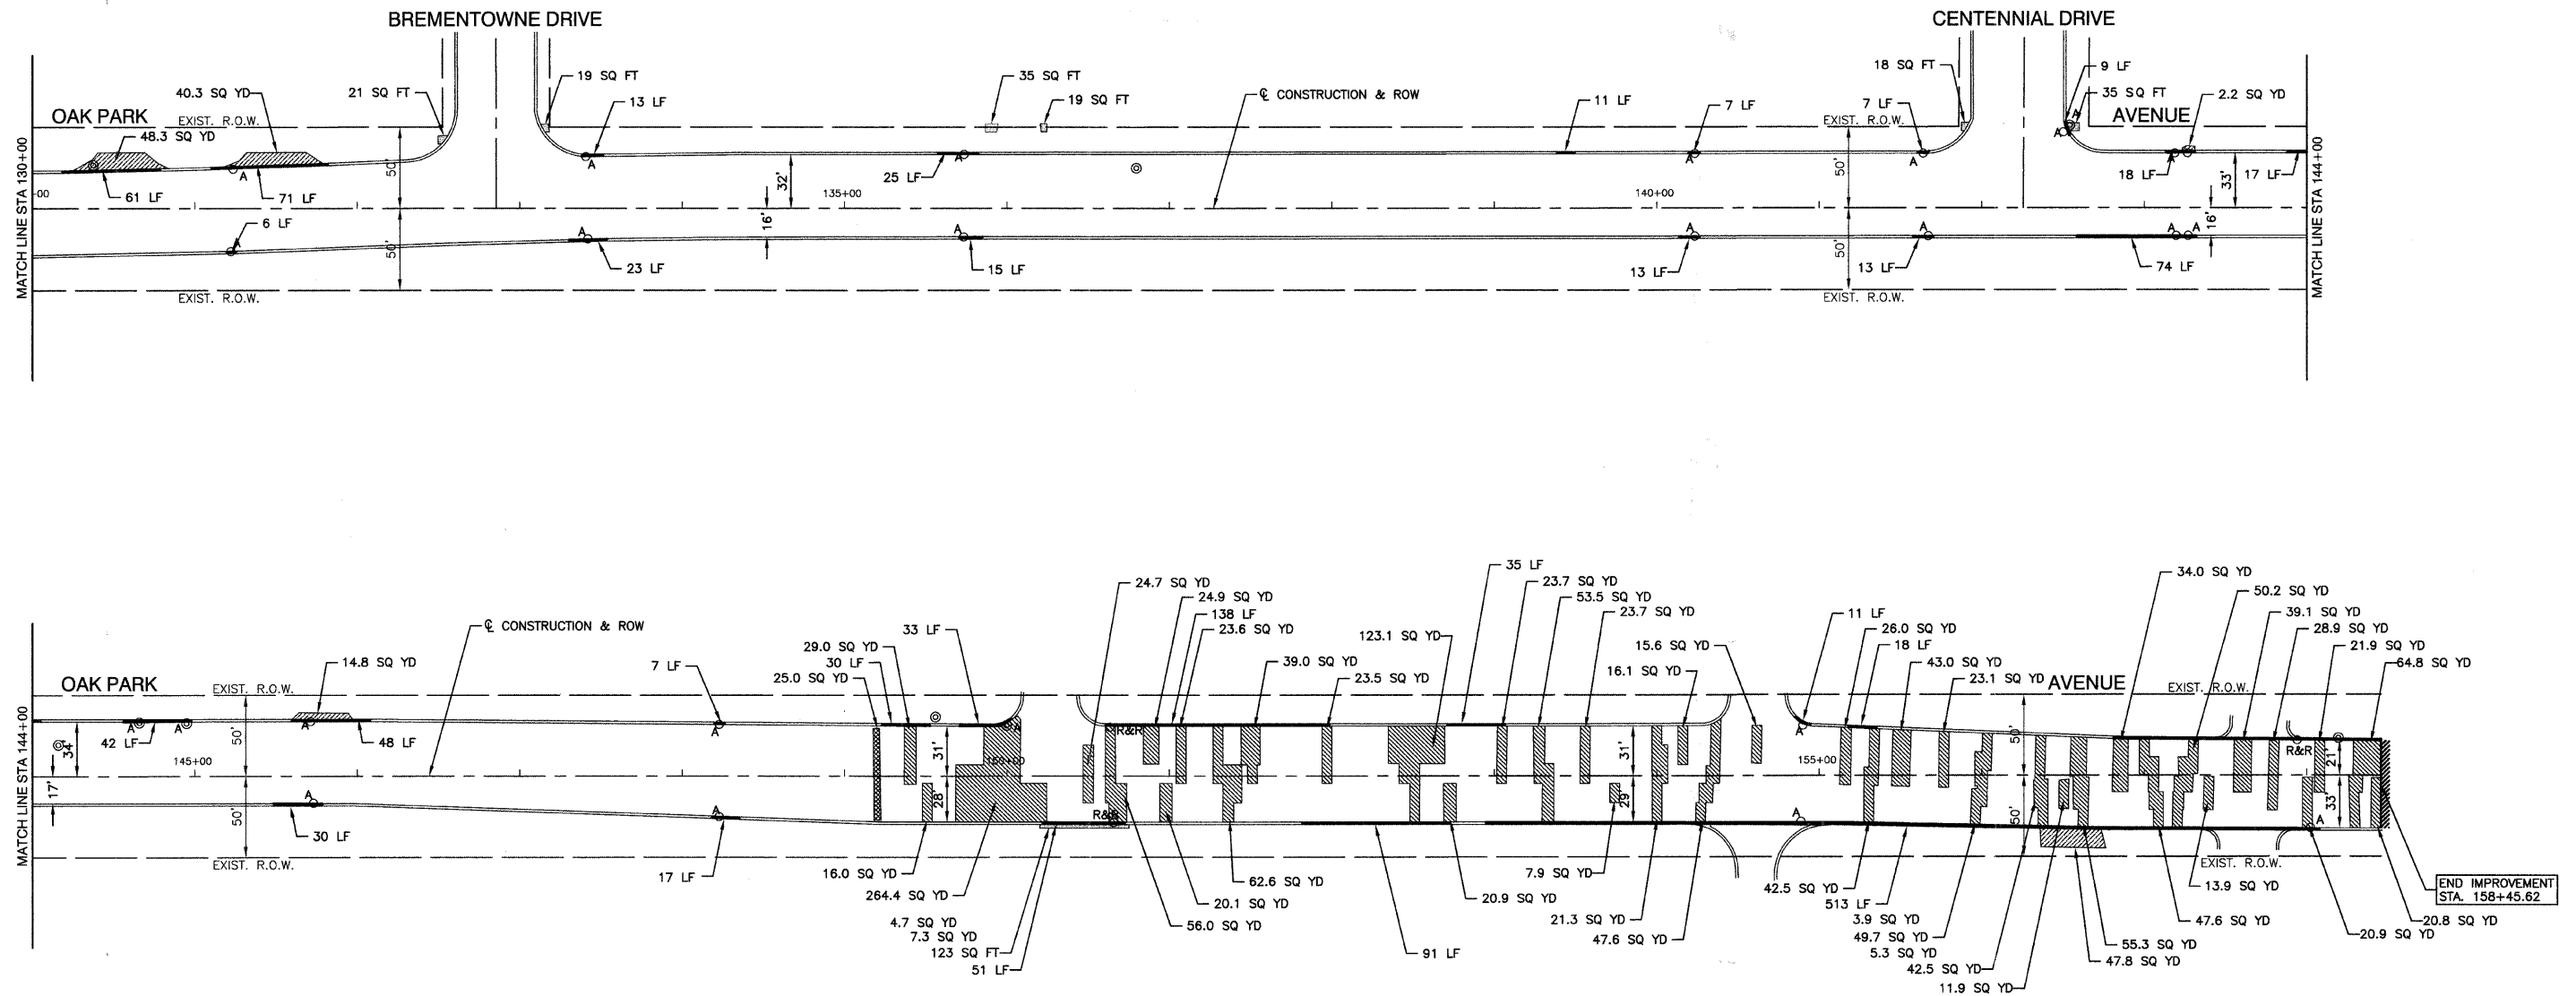 BREMENTOWNE DRIVE
CENTENNIAL DRIVE
19 SQ FT
35 SQ FT
18 SQ FT
9 LF
40.3 SQ YD
21 SQ FT
13 LF
19 SQ FT
℄ CONSTRUCTION & ROW
11 LF
7 LF
7 LF
35 SQ FT
2.2 SQ YD
OAK PARK
EXIST. R.O.W.
EXIST. R.O.W.
AVENUE
48.3 SQ YD
A
A
A
A
A
A
A
A
MATCH LINE STA 130+00
50'
32'
50'
33'
MATCH LINE STA 144+00
61 LF
71 LF
25 LF
18 LF
17 LF
00
135+00
140+00
6 LF
16'
16'
A
A
A
A
A
A
A
50'
50'
23 LF
15 LF
13 LF
13 LF
74 LF
EXIST. R.O.W.
EXIST. R.O.W.
35 LF
34.0 SQ YD
24.7 SQ YD
23.7 SQ YD
50.2 SQ YD
24.9 SQ YD
53.5 SQ YD
138 LF
23.7 SQ YD
11 LF
39.1 SQ YD
℄ CONSTRUCTION & ROW
33 LF
23.6 SQ YD
123.1 SQ YD
26.0 SQ YD
28.9 SQ YD
29.0 SQ YD
15.6 SQ YD
18 LF
21.9 SQ YD
14.8 SQ YD
7 LF
30 LF
39.0 SQ YD
16.1 SQ YD
43.0 SQ YD
64.8 SQ YD
25.0 SQ YD
23.5 SQ YD
23.1 SQ YD
OAK PARK
EXIST. R.O.W.
AVENUE
EXIST. R.O.W.
A
A
A
A
A
R&R
A
MATCH LINE STA 144+00
34'
42 LF
50'
48 LF
31'
31'
50'
R&R
21'
145+00
150+00
155+00
17'
A
A
50'
28'
R&R
29'
A
50'
33'
A
30 LF
EXIST. R.O.W.
17 LF
16.0 SQ YD
264.4 SQ YD
4.7 SQ YD
7.3 SQ YD
123 SQ FT
51 LF
62.6 SQ YD
20.1 SQ YD
56.0 SQ YD
91 LF
20.9 SQ YD
7.9 SQ YD
21.3 SQ YD
47.6 SQ YD
42.5 SQ YD
513 LF
3.9 SQ YD
49.7 SQ YD
5.3 SQ YD
42.5 SQ YD
11.9 SQ YD
EXIST. R.O.W.
13.9 SQ YD
47.6 SQ YD
55.3 SQ YD
47.8 SQ YD
20.9 SQ YD
20.8 SQ YD
END IMPROVEMENT
STA. 158+45.62